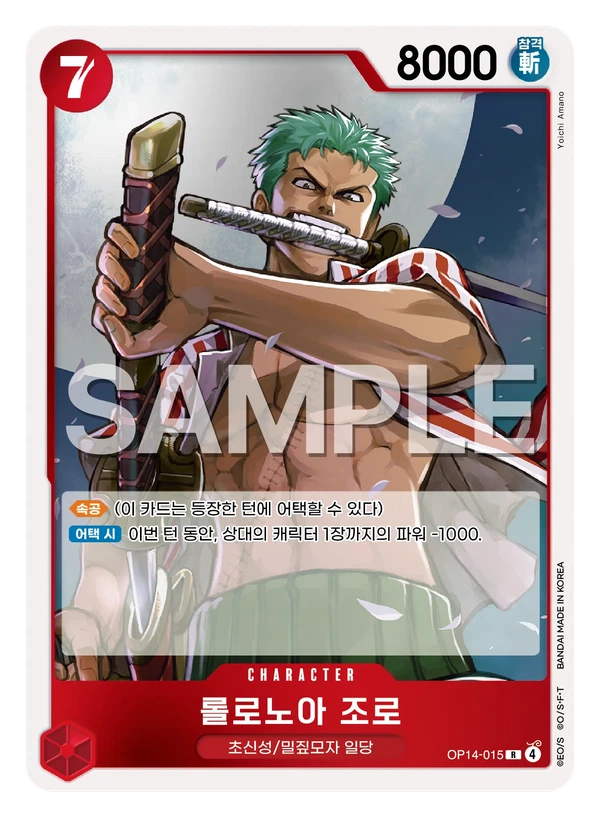 7
8000
참격
斬
Yoichi Amano
SAMPLE
속공 (이 카드는 등장한 턴에 어택할 수 있다)
어택 시 이번 턴 동안, 상대의 캐릭터 1장까지의 파워 -1000.
CHARACTER
롤로노아 조로
초신성/밀짚모자 일당
OP14-015 R 4
©EO/S ©O/S·F·T BANDAI MADE IN KOREA